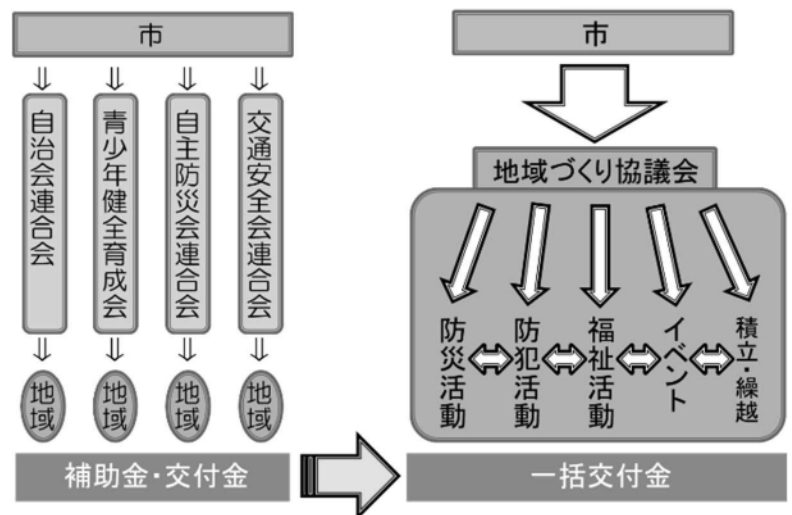 市
自治会連合会
青少年健全育成会
自主防災会連合会
交通安全会連合会
地域
地域
地域
地域
補助金・交付金
市
地域づくり協議会
防災活動
防犯活動
福祉活動
イベント
積立・繰越
一括交付金